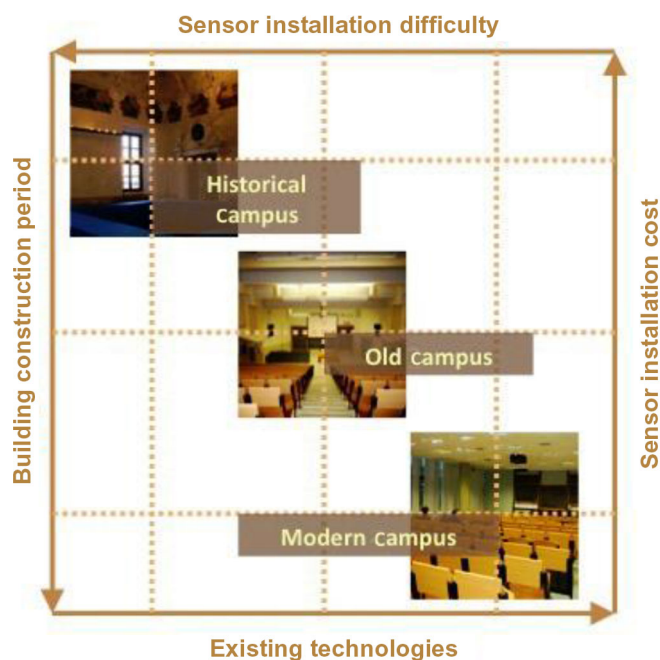 Sensor installation difficulty
Building construction period
Historical
campus
Sensor installation cost
Old campus
Modern campus
Existing technologies